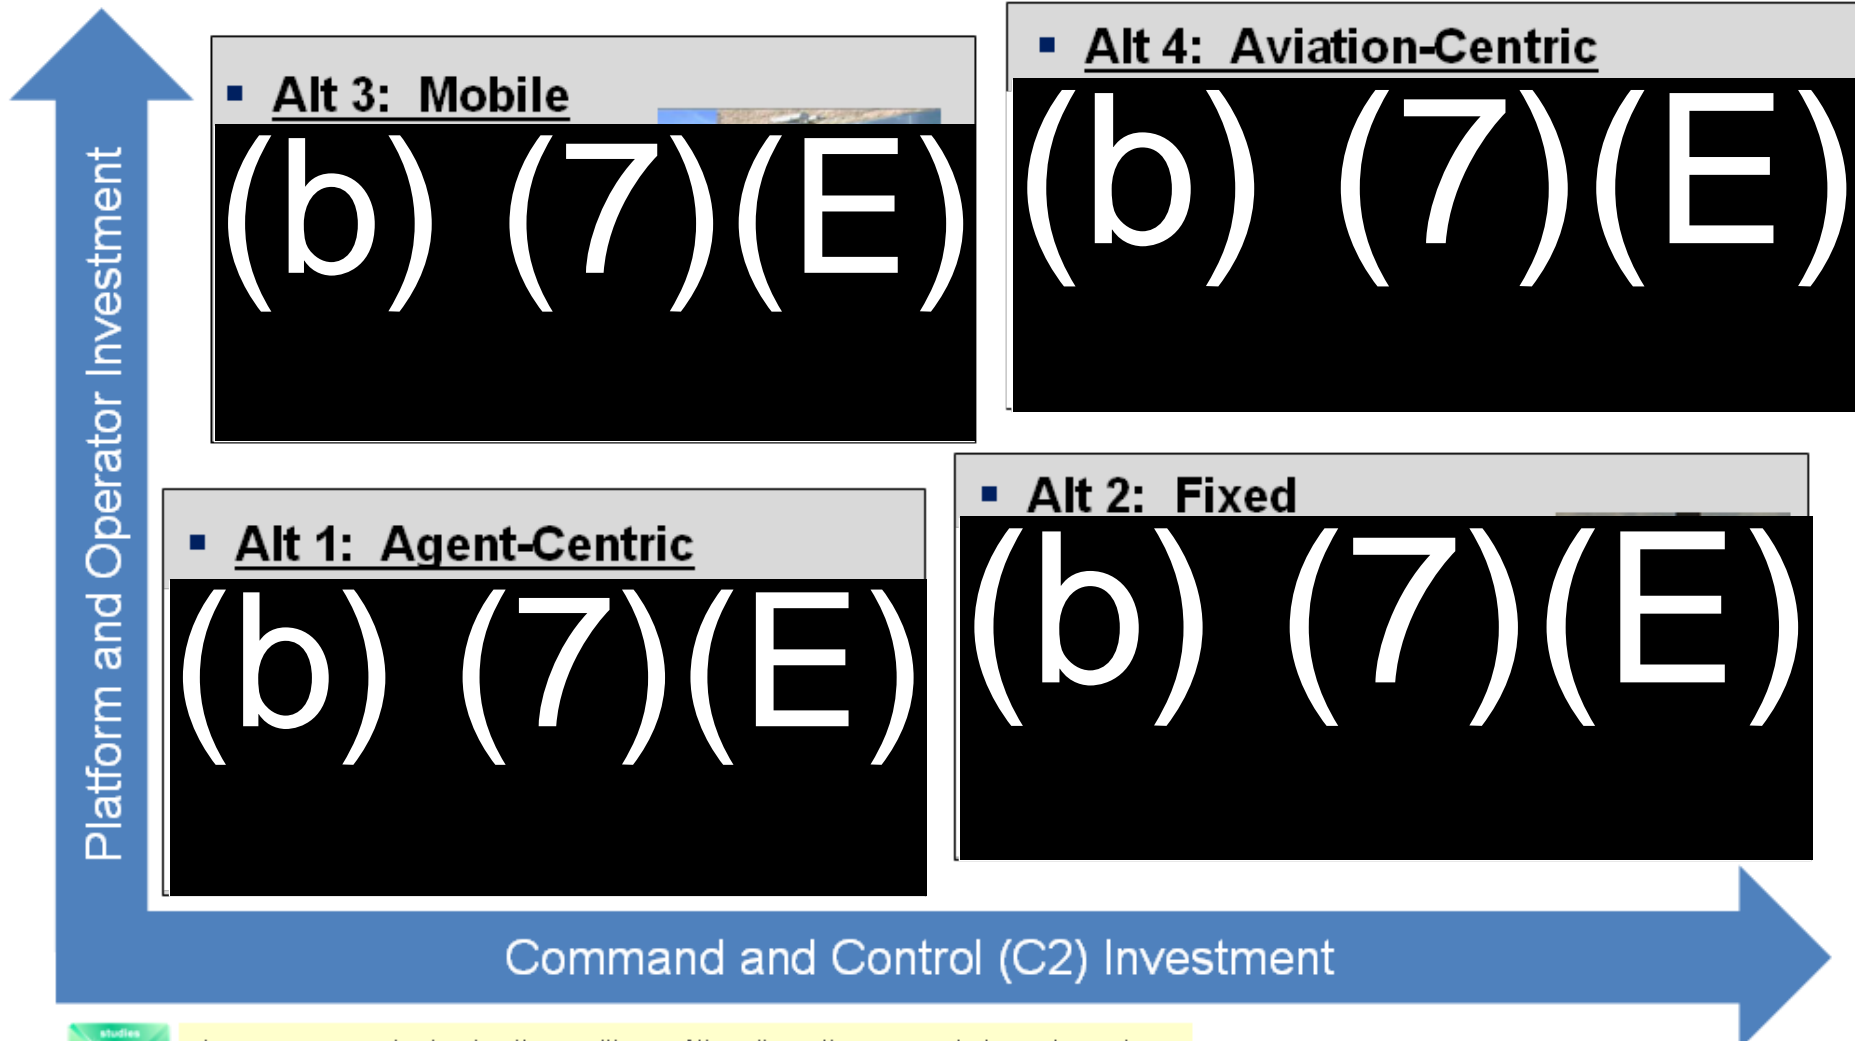 Platform and Operator Investment
▪ Alt 3:  Mobile
(b) (7)(E)
▪ Alt 4:  Aviation-Centric
(b) (7)(E)
▪ Alt 1:  Agent-Centric
(b) (7)(E)
▪ Alt 2:  Fixed
(b) (7)(E)
Command and Control (C2) Investment
studies